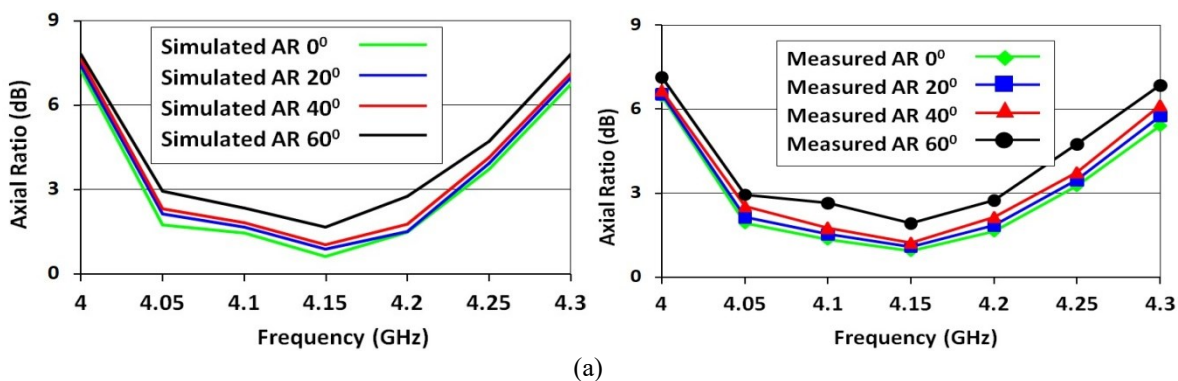 9
6
3
0
Axial Ratio (dB)
Simulated AR 0⁰
Simulated AR 20⁰
Simulated AR 40⁰
Simulated AR 60⁰
4 4.05 4.1 4.15 4.2 4.25 4.3
Frequency (GHz)
9
6
3
0
Axial Ratio (dB)
Measured AR 0⁰
Measured AR 20⁰
Measured AR 40⁰
Measured AR 60⁰
4 4.05 4.1 4.15 4.2 4.25 4.3
Frequency (GHz)
(a)